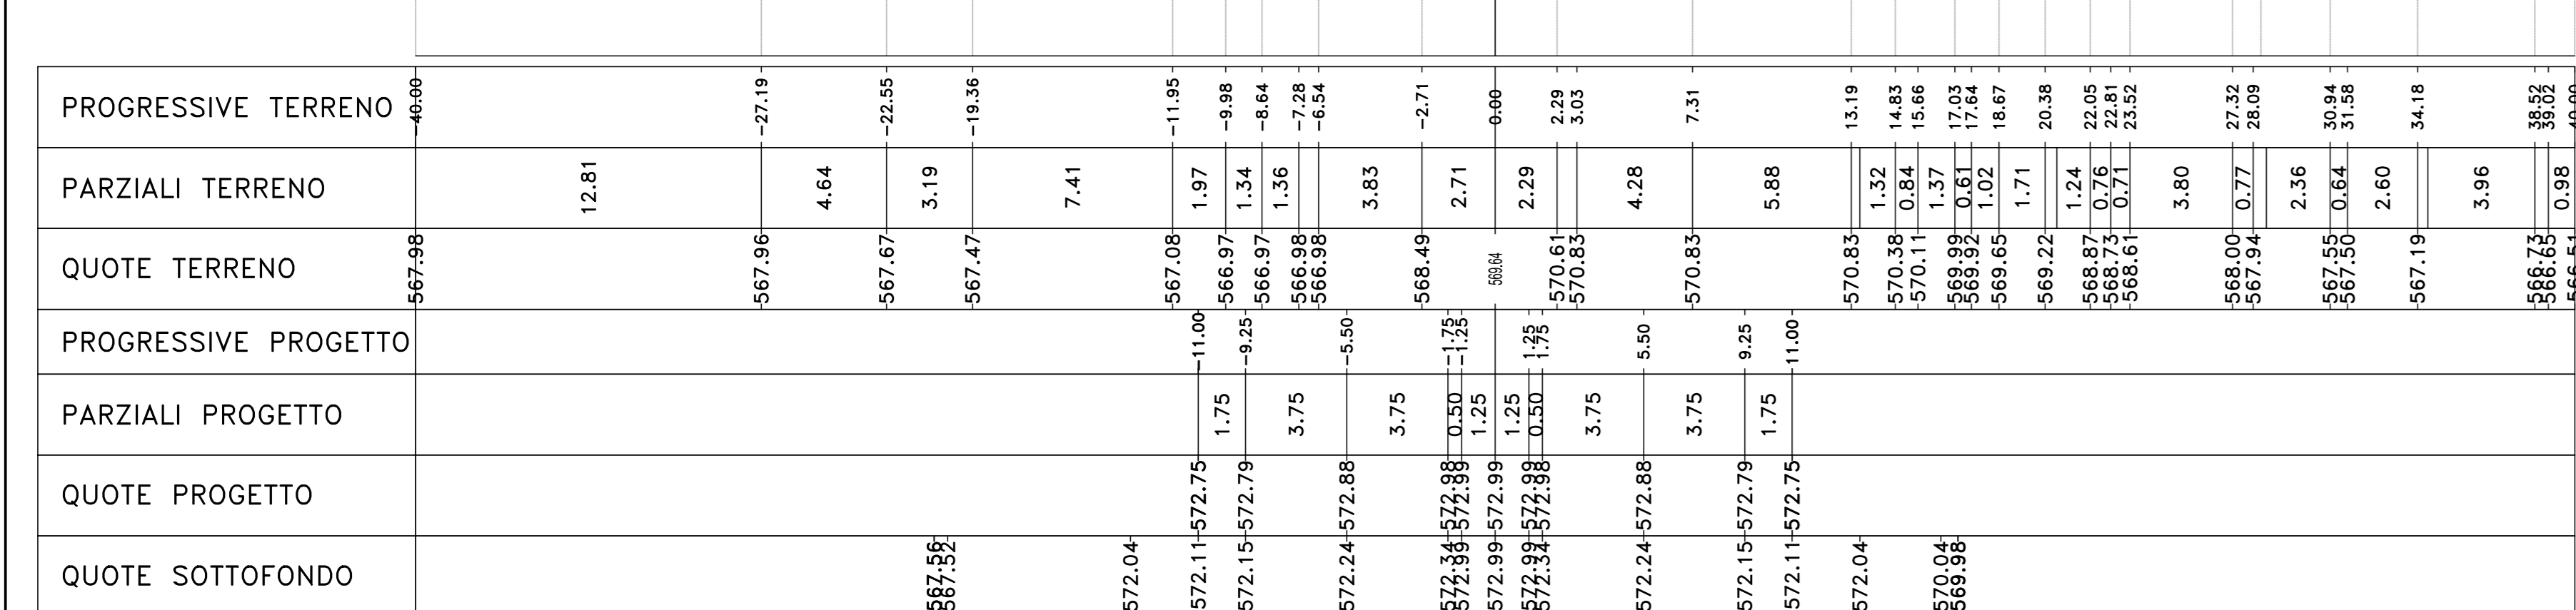 PROGRESSIVE TERRENO -40.00 -27.19 -22.55 -19.36 -11.95 -9.98 -8.64 -7.28 -6.54 -2.71 0.00 2.29 3.03 7.31 13.19 14.83 15.66 17.03 17.64 18.67 20.38 22.05 22.81 23.52 27.32 28.09 30.94 31.58 34.18 38.52 39.02
PARZIALI TERRENO 12.81 4.64 3.19 7.41 1.97 1.34 1.36 3.83 2.71 2.29 4.28 5.88 1.32 0.84 1.37 0.61 1.02 1.71 1.24 0.76 0.71 3.80 0.77 2.36 0.64 2.60 3.96 0.98
QUOTE TERRENO 567.98 567.96 567.67 567.47 567.08 566.97 566.97 566.98 566.98 568.49 569.64 570.61 570.83 570.83 570.83 570.38 570.11 569.99 569.92 569.65 569.22 568.87 568.73 568.61 568.00 567.94 567.55 567.50 567.19 566.73 566.65
PROGRESSIVE PROGETTO -11.00 -9.25 -5.50 -1.75 -1.25 1.25 1.75 5.50 9.25 11.00
PARZIALI PROGETTO 1.75 3.75 3.75 0.50 1.25 1.25 0.50 3.75 3.75 1.75
QUOTE PROGETTO 572.75 572.79 572.88 572.98 572.99 572.99 572.99 572.98 572.88 572.79 572.75
QUOTE SOTTOFONDO 567.56 567.52 572.04 572.11 572.15 572.24 572.34 572.99 572.99 572.99 572.34 572.24 572.15 572.11 572.04 570.04 569.98